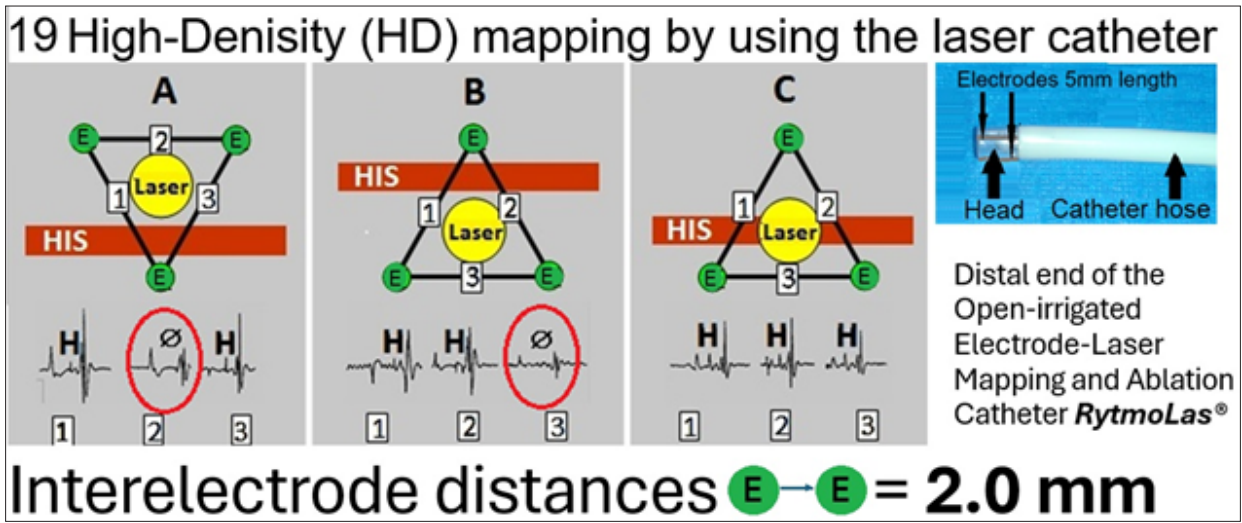 19 High-Denisity (HD) mapping by using the laser catheter
A
E
2
E
1
Laser
3
HIS
E
H
Ø
H
1
2
3
B
E
HIS
1
2
Laser
E
3
E
H
H
Ø
1
2
3
C
E
1
2
HIS
Laser
E
3
E
H
H
H
1
2
3
Electrodes 5mm length
Head
Catheter hose
Distal end of the
Open-irrigated
Electrode-Laser
Mapping and Ablation
Catheter RytmoLas®
Interelectrode distances E E = 2.0 mm